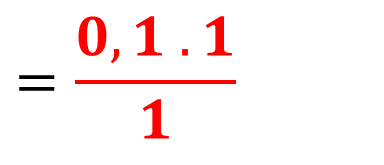 = 0,1 . 1
1